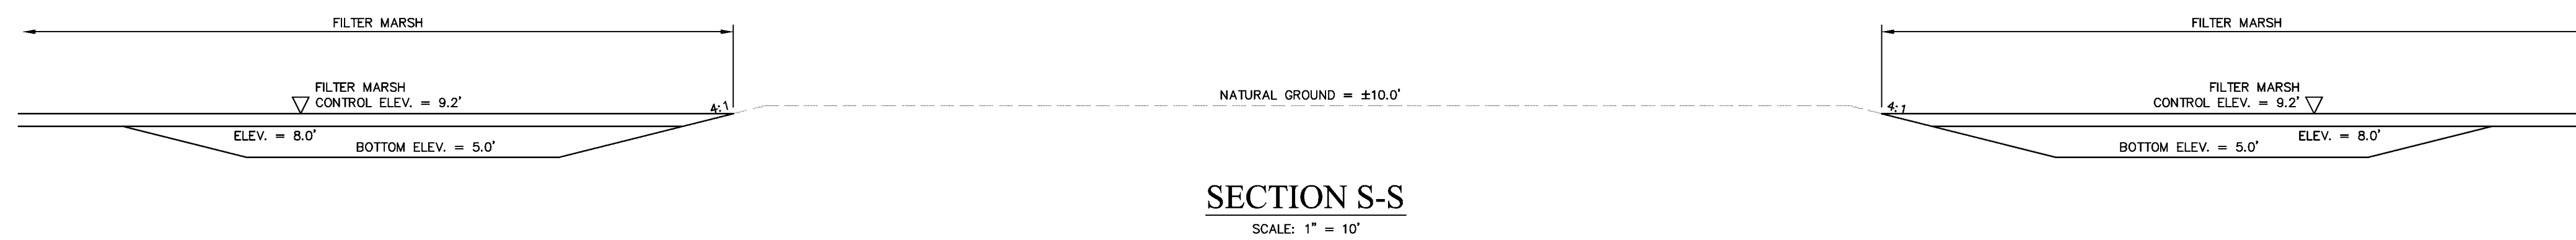 FILTER MARSH
FILTER MARSH
FILTER MARSH
CONTROL ELEV. = 9.2'
4:1
NATURAL GROUND = ±10.0'
4:1
FILTER MARSH
CONTROL ELEV. = 9.2'
ELEV. = 8.0'
BOTTOM ELEV. = 5.0'
ELEV. = 8.0'
BOTTOM ELEV. = 5.0'
SECTION S-S
SCALE: 1" = 10'